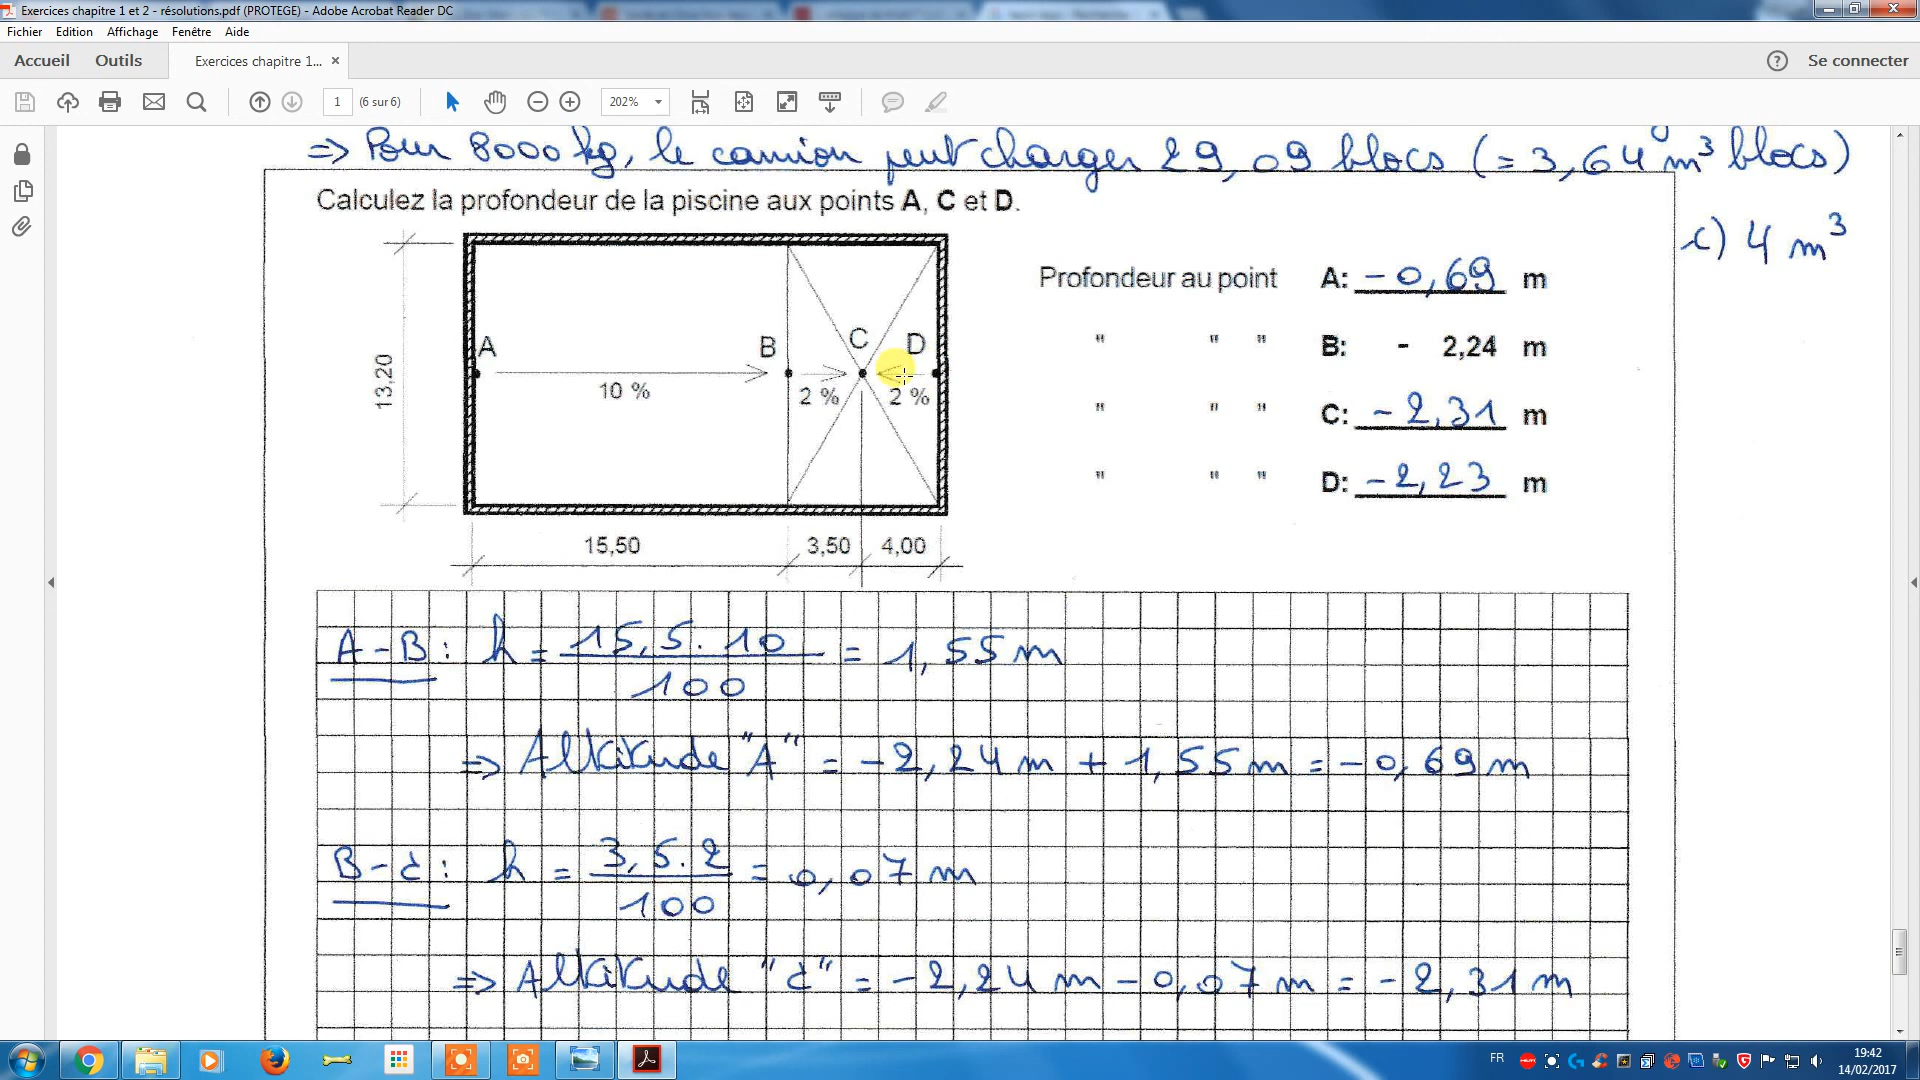 Exercices chapitre 1 et 2 - résolutions.pdf (PROTEGE) - Adobe Acrobat Reader DC
Fichier Edition Affichage Fenêtre Aide
Accueil Outils Exercices chapitre 1... × ? Se connecter
1 (6 sur 6) 202%
=> Pour 8000 kg, le camion peut charger 29,09 blocs (= 3,64 m³ blocs)
Calculez la profondeur de la piscine aux points A, C et D.
c) 4 m³
Profondeur au point A: -0,69 m
" " " B: - 2,24 m
" " " C: -2,31 m
" " " D: -2,23 m
A B C D
10 % 2 % 2 %
13,20
15,50 3,50 4,00
A-B: h = 15,5.10 / 100 = 1,55 m
=> Altitude "A" = -2,24 m + 1,55 m = -0,69 m
B-C: h = 3,5.2 / 100 = 0,07 m
=> Altitude "C" = -2,24 m - 0,07 m = -2,31 m
FR 19:42
14/02/2017